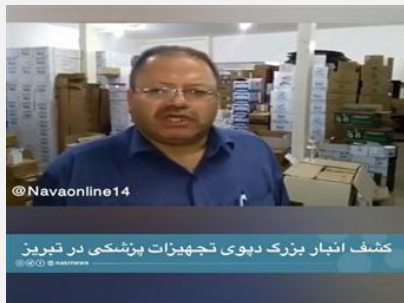 @Navaonline14
کشف انبار بزرگ دپوی تجهیزات پزشکی در تبریز
nasrnews